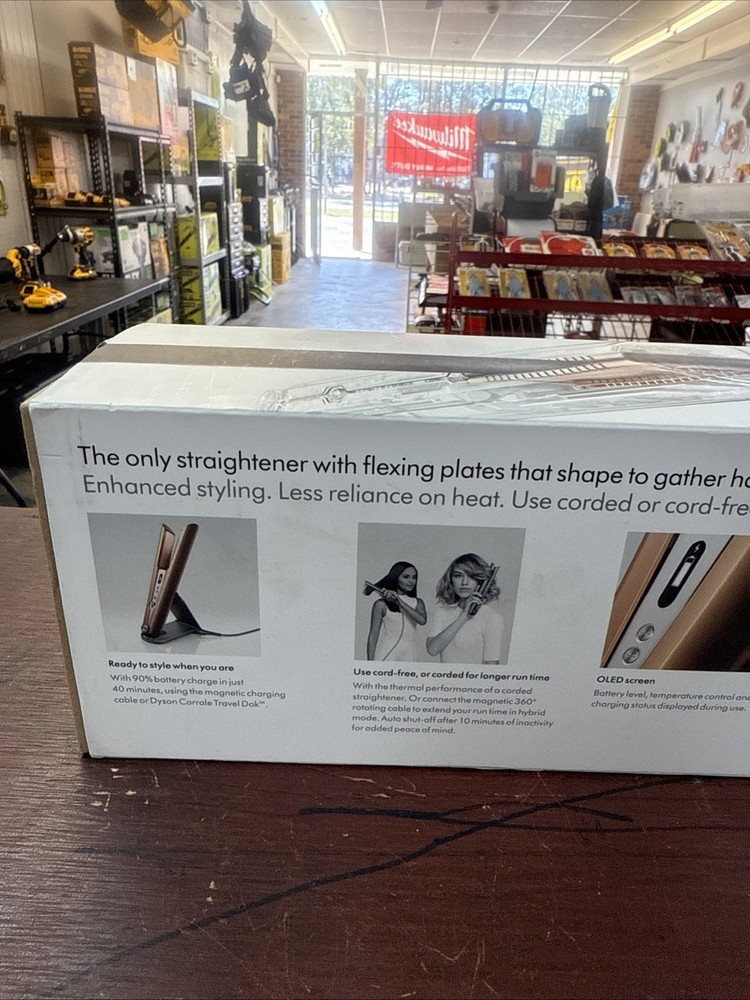 Milwaukee
The only straightener with flexing plates that shape to gather
Enhanced styling. Less reliance on heat. Use corded or cord-fre
Ready to style when you are
With 90% battery charge in just
40 minutes, using the magnetic charging
cable or Dyson Corrale Travel Dok™.
Use cord-free, or corded for longer run time
With the thermal performance of a corded
straightener. Or connect the magnetic 360°
rotating cable to extend your run time in hybrid
mode. Auto shut-off after 10 minutes of inactivity
for added peace of mind.
OLED screen
Battery level, temperature control and
charging status displayed during use.